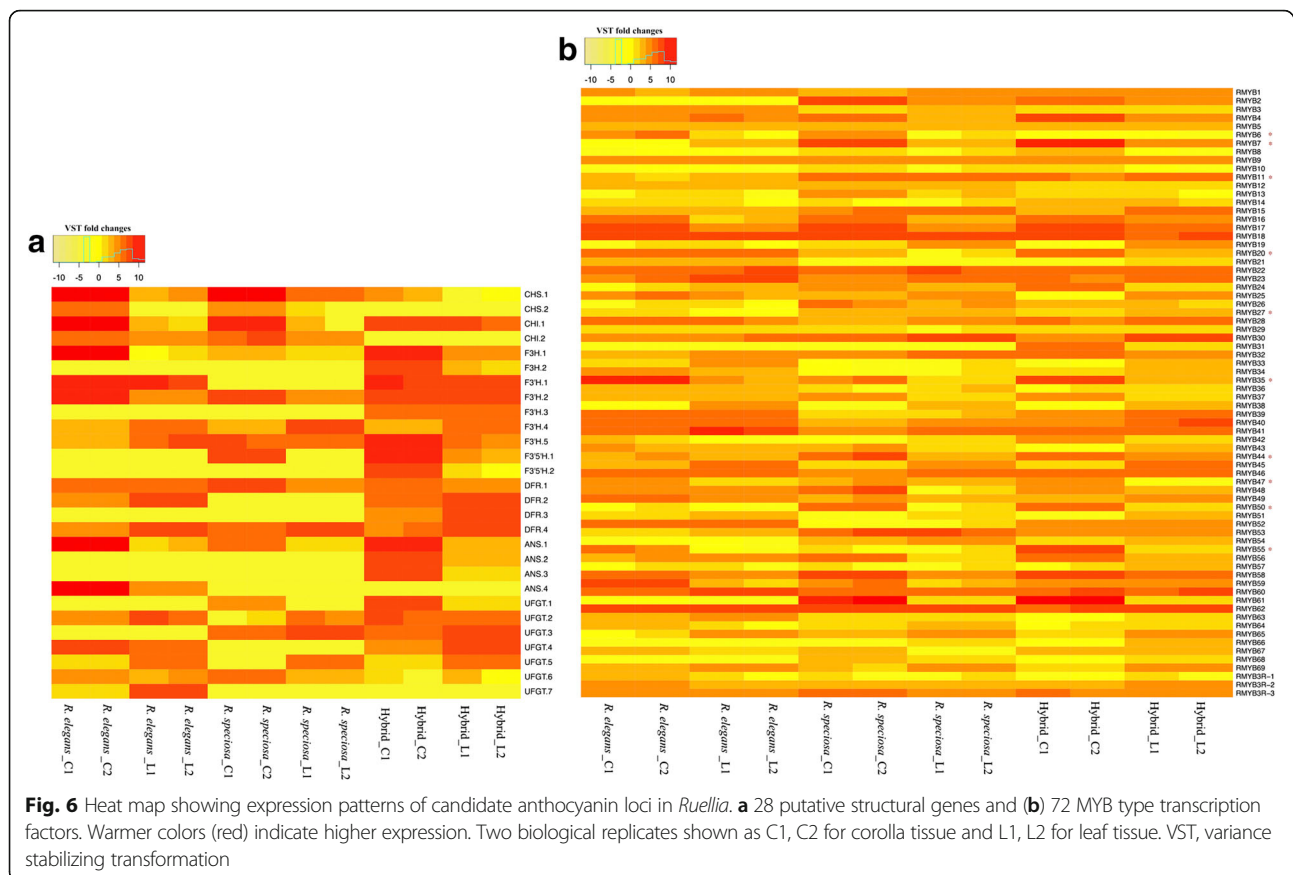 a
VST fold changes
-10 -5 0 5 10
CHS.1
CHS.2
CHI.1
CHI.2
F3H.1
F3H.2
F3'H.1
F3'H.2
F3'H.3
F3'H.4
F3'H.5
F3'5'H.1
F3'5'H.2
DFR.1
DFR.2
DFR.3
DFR.4
ANS.1
ANS.2
ANS.3
ANS.4
UFGT.1
UFGT.2
UFGT.3
UFGT.4
UFGT.5
UFGT.6
UFGT.7
R. elegans_C1
R. elegans_C2
R. elegans_L1
R. elegans_L2
R. speciosa_C1
R. speciosa_C2
R. speciosa_L1
R. speciosa_L2
Hybrid_C1
Hybrid_C2
Hybrid_L1
Hybrid_L2
b
VST fold changes
-10 -5 0 5 10
RMYB1
RMYB2
RMYB3
RMYB4
RMYB5
RMYB6
RMYB7
RMYB8
RMYB9
RMYB10
RMYB11
RMYB12
RMYB13
RMYB14
RMYB15
RMYB16
RMYB17
RMYB18
RMYB19
RMYB20
RMYB21
RMYB22
RMYB23
RMYB24
RMYB25
RMYB26
RMYB27
RMYB28
RMYB29
RMYB30
RMYB31
RMYB32
RMYB33
RMYB34
RMYB35
RMYB36
RMYB37
RMYB38
RMYB39
RMYB40
RMYB41
RMYB42
RMYB43
RMYB44
RMYB45
RMYB46
RMYB47
RMYB48
RMYB49
RMYB50
RMYB51
RMYB52
RMYB53
RMYB54
RMYB55
RMYB56
RMYB57
RMYB58
RMYB59
RMYB60
RMYB61
RMYB62
RMYB63
RMYB64
RMYB65
RMYB66
RMYB67
RMYB68
RMYB69
RMYB3R-1
RMYB3R-2
RMYB3R-3
R. elegans_C1
R. elegans_C2
R. elegans_L1
R. elegans_L2
R. speciosa_C1
R. speciosa_C2
R. speciosa_L1
R. speciosa_L2
Hybrid_C1
Hybrid_C2
Hybrid_L1
Hybrid_L2
Fig. 6 Heat map showing expression patterns of candidate anthocyanin loci in Ruellia. a 28 putative structural genes and (b) 72 MYB type transcription
factors. Warmer colors (red) indicate higher expression. Two biological replicates shown as C1, C2 for corolla tissue and L1, L2 for leaf tissue. VST, variance
stabilizing transformation